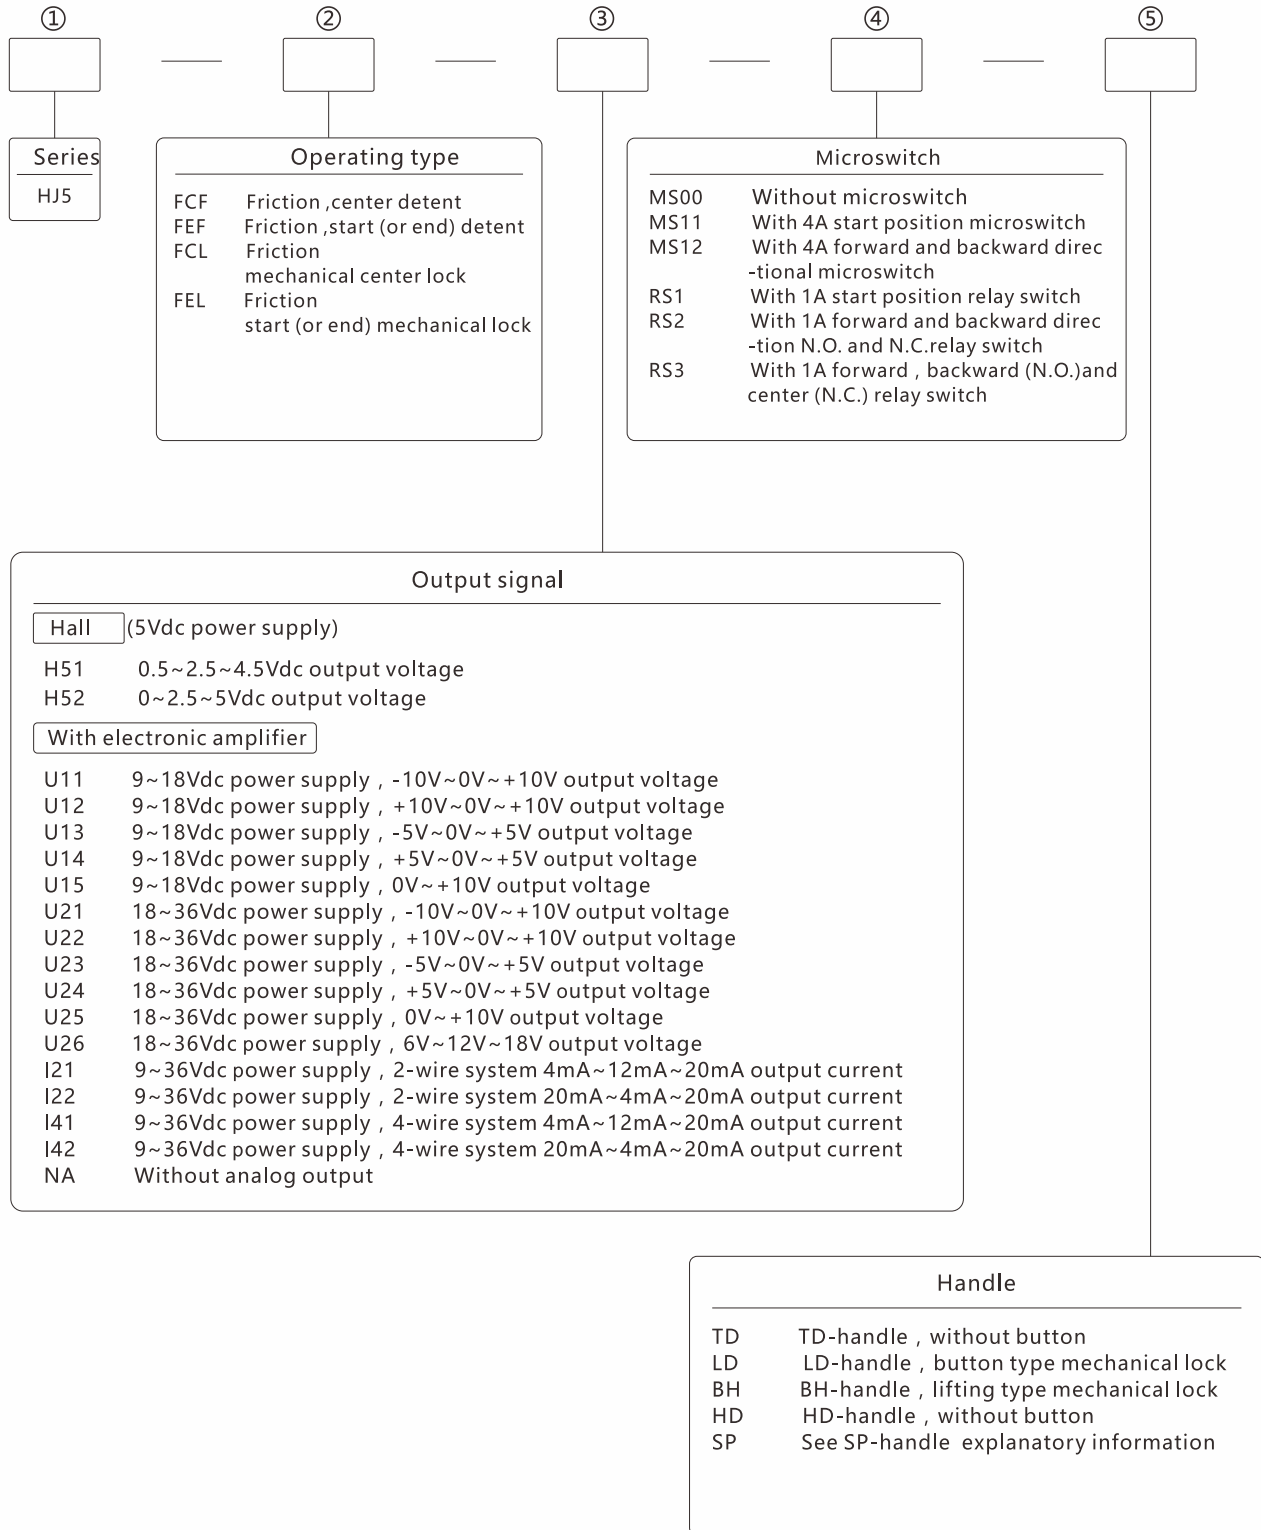 ① ② ③ ④ ⑤
Series
HJ5
Operating type
FCF Friction ,center detent
FEF Friction ,start (or end) detent
FCL Friction
mechanical center lock
FEL Friction
start (or end) mechanical lock
Microswitch
MS00 Without microswitch
MS11 With 4A start position microswitch
MS12 With 4A forward and backward direc
-tional microswitch
RS1 With 1A start position relay switch
RS2 With 1A forward and backward direc
-tion N.O. and N.C.relay switch
RS3 With 1A forward , backward (N.O.)and
center (N.C.) relay switch
Output signal
Hall (5Vdc power supply)
H51 0.5~2.5~4.5Vdc output voltage
H52 0~2.5~5Vdc output voltage
With electronic amplifier
U11 9~18Vdc power supply , -10V~0V~+10V output voltage
U12 9~18Vdc power supply , +10V~0V~+10V output voltage
U13 9~18Vdc power supply , -5V~0V~+5V output voltage
U14 9~18Vdc power supply , +5V~0V~+5V output voltage
U15 9~18Vdc power supply , 0V~+10V output voltage
U21 18~36Vdc power supply , -10V~0V~+10V output voltage
U22 18~36Vdc power supply , +10V~0V~+10V output voltage
U23 18~36Vdc power supply , -5V~0V~+5V output voltage
U24 18~36Vdc power supply , +5V~0V~+5V output voltage
U25 18~36Vdc power supply , 0V~+10V output voltage
U26 18~36Vdc power supply , 6V~12V~18V output voltage
I21 9~36Vdc power supply , 2-wire system 4mA~12mA~20mA output current
I22 9~36Vdc power supply , 2-wire system 20mA~4mA~20mA output current
I41 9~36Vdc power supply , 4-wire system 4mA~12mA~20mA output current
I42 9~36Vdc power supply , 4-wire system 20mA~4mA~20mA output current
NA Without analog output
Handle
TD TD-handle , without button
LD LD-handle , button type mechanical lock
BH BH-handle , lifting type mechanical lock
HD HD-handle , without button
SP See SP-handle explanatory information